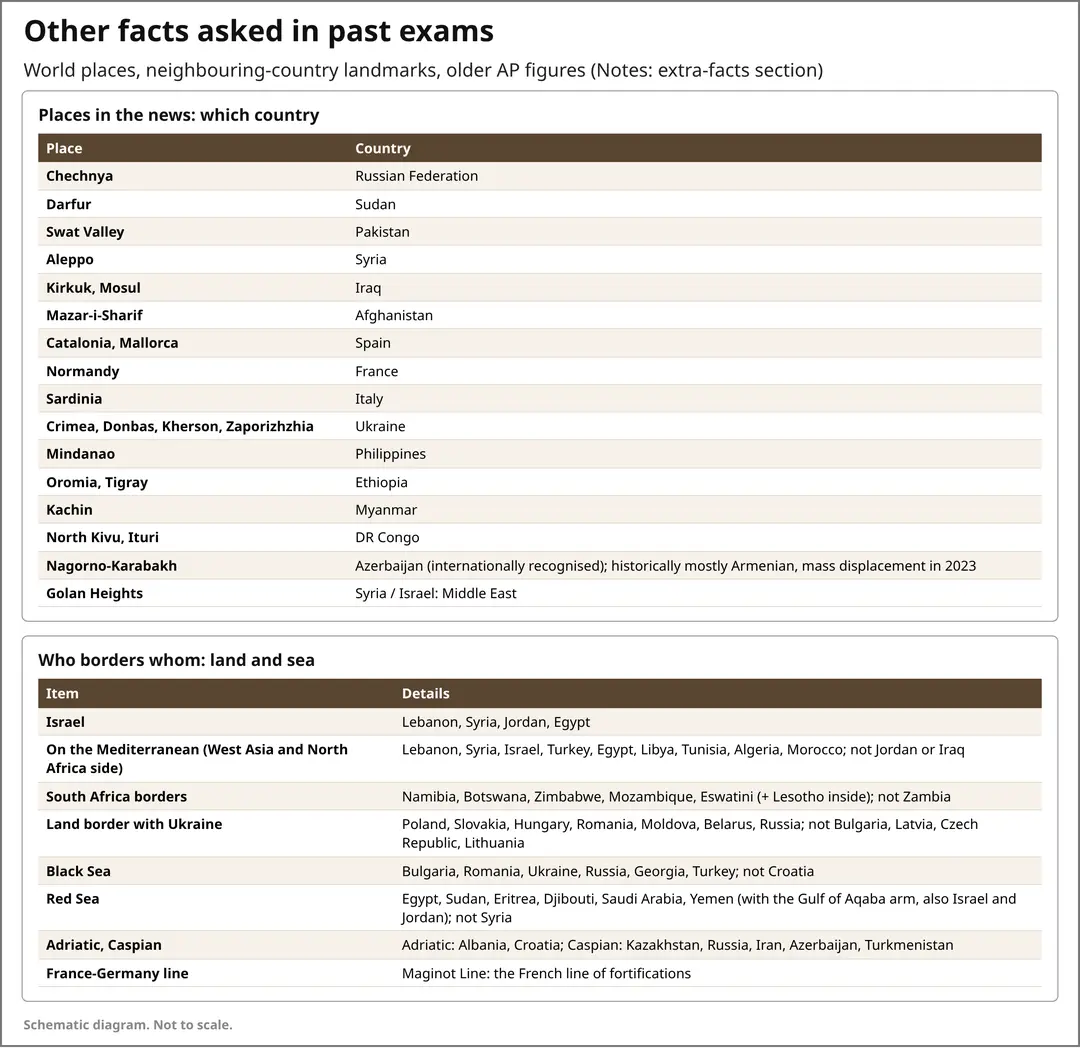 Other facts asked in past exams
World places, neighbouring-country landmarks, older AP figures (Notes: extra-facts section)
Places in the news: which country
Place Country
Chechnya Russian Federation
Darfur Sudan
Swat Valley Pakistan
Aleppo Syria
Kirkuk, Mosul Iraq
Mazar-i-Sharif Afghanistan
Catalonia, Mallorca Spain
Normandy France
Sardinia Italy
Crimea, Donbas, Kherson, Zaporizhzhia Ukraine
Mindanao Philippines
Oromia, Tigray Ethiopia
Kachin Myanmar
North Kivu, Ituri DR Congo
Nagorno-Karabakh Azerbaijan (internationally recognised); historically mostly Armenian, mass displacement in 2023
Golan Heights Syria / Israel: Middle East
Who borders whom: land and sea
Item Details
Israel Lebanon, Syria, Jordan, Egypt
On the Mediterranean (West Asia and North Lebanon, Syria, Israel, Turkey, Egypt, Libya, Tunisia, Algeria, Morocco; not Jordan or Iraq
Africa side)
South Africa borders Namibia, Botswana, Zimbabwe, Mozambique, Eswatini (+ Lesotho inside); not Zambia
Land border with Ukraine Poland, Slovakia, Hungary, Romania, Moldova, Belarus, Russia; not Bulgaria, Latvia, Czech
Republic, Lithuania
Black Sea Bulgaria, Romania, Ukraine, Russia, Georgia, Turkey; not Croatia
Red Sea Egypt, Sudan, Eritrea, Djibouti, Saudi Arabia, Yemen (with the Gulf of Aqaba arm, also Israel and
Jordan); not Syria
Adriatic, Caspian Adriatic: Albania, Croatia; Caspian: Kazakhstan, Russia, Iran, Azerbaijan, Turkmenistan
France-Germany line Maginot Line: the French line of fortifications
Schematic diagram. Not to scale.